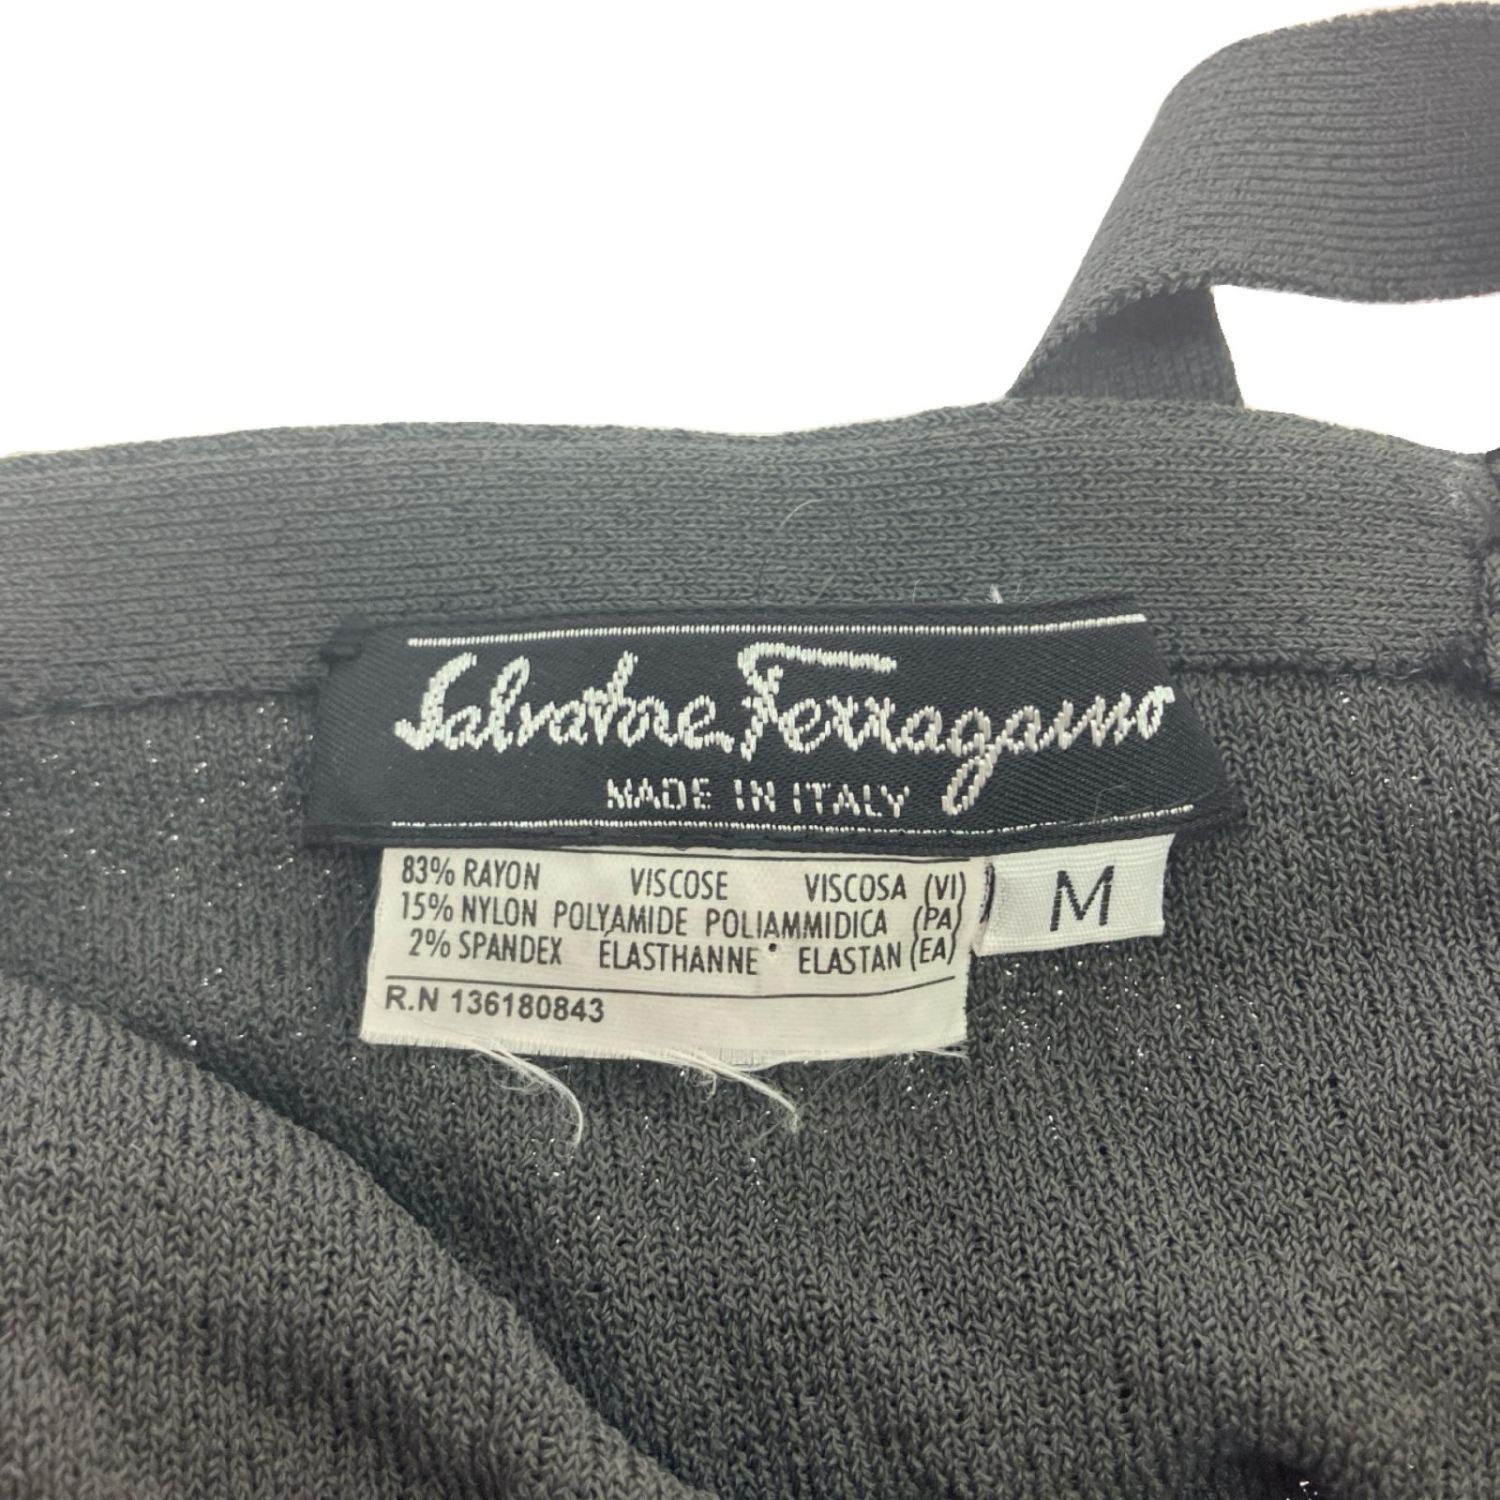 Salvatore Ferragamo
MADE IN ITALY
83% RAYON VISCOSE VISCOSA (VI)
15% NYLON POLYAMIDE POLIAMMIDICA (PA)
2% SPANDEX ELASTHANNE ELASTAN (EA)
R.N 136180843
M